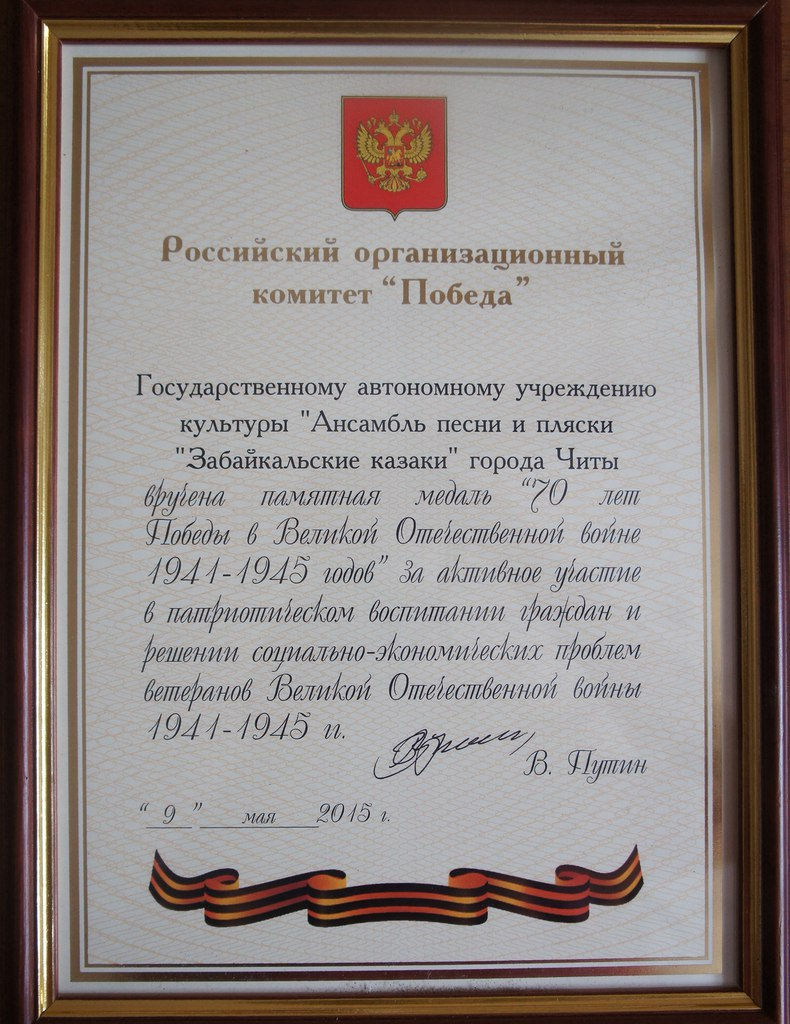 Российский организационный
комитет “Победа”
Государственному автономному учреждению
культуры "Ансамбль песни и пляски
"Забайкальские казаки" города Читы
вручена памятная медаль “70 лет
Победы в Великой Отечественной войне
1941-1945 годов” За активное участие
в патриотическом воспитании граждан и
решении социально-экономических проблем
ветеранов Великой Отечественной войны
1941-1945 гг.
В. Путин
“ 9 ” мая 2015 г.